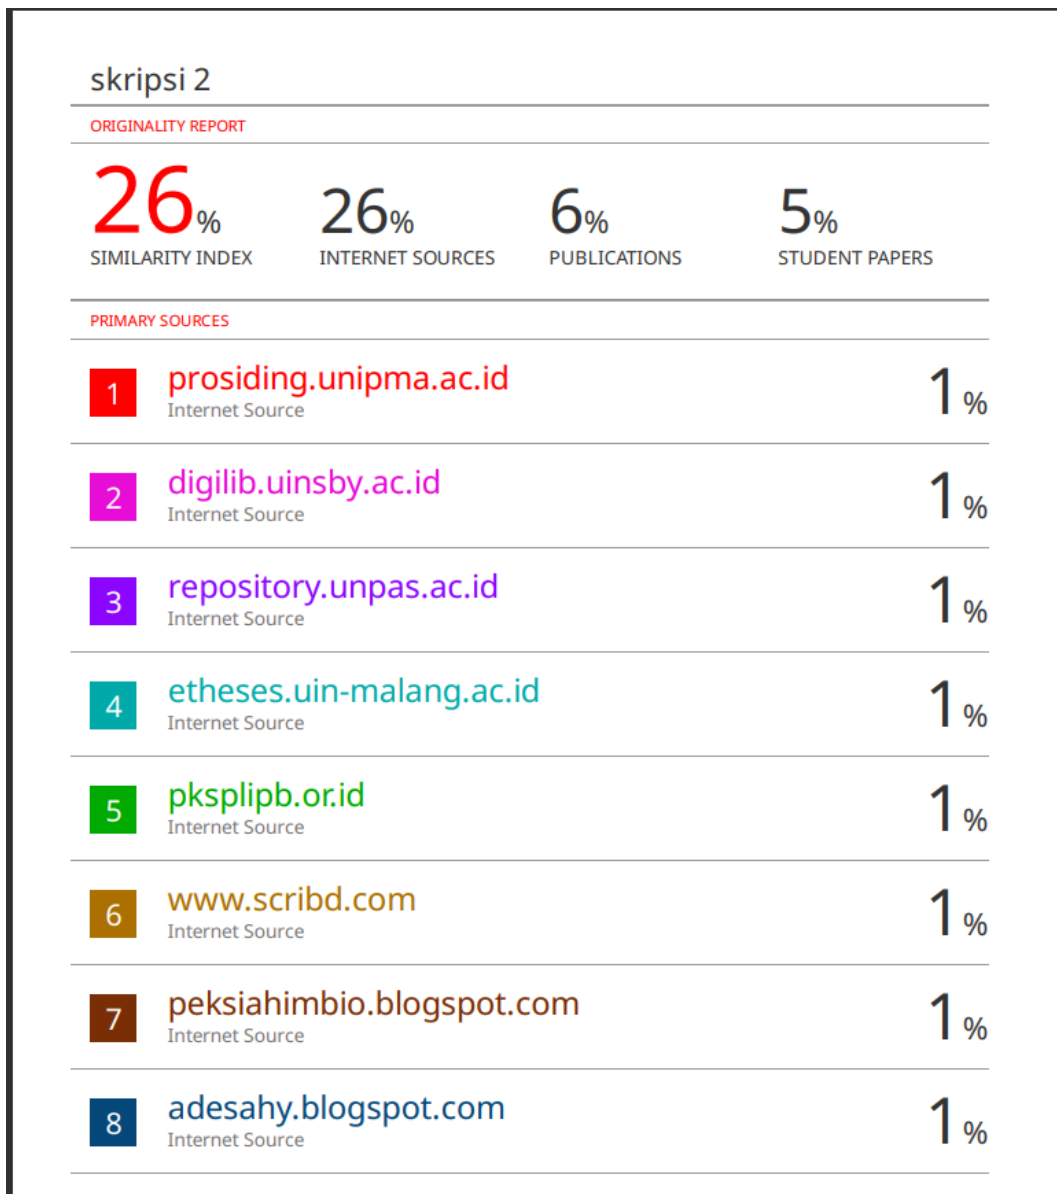 skripsi 2
ORIGINALITY REPORT
26% 26% 6% 5%
SIMILARITY INDEX INTERNET SOURCES PUBLICATIONS STUDENT PAPERS
PRIMARY SOURCES
1 prosiding.unipma.ac.id 1%
Internet Source
2 digilib.uinsby.ac.id 1%
Internet Source
3 repository.unpas.ac.id 1%
Internet Source
4 etheses.uin-malang.ac.id 1%
Internet Source
5 pksplipb.or.id 1%
Internet Source
6 www.scribd.com 1%
Internet Source
7 peksiahimbio.blogspot.com 1%
Internet Source
8 adesahy.blogspot.com 1%
Internet Source